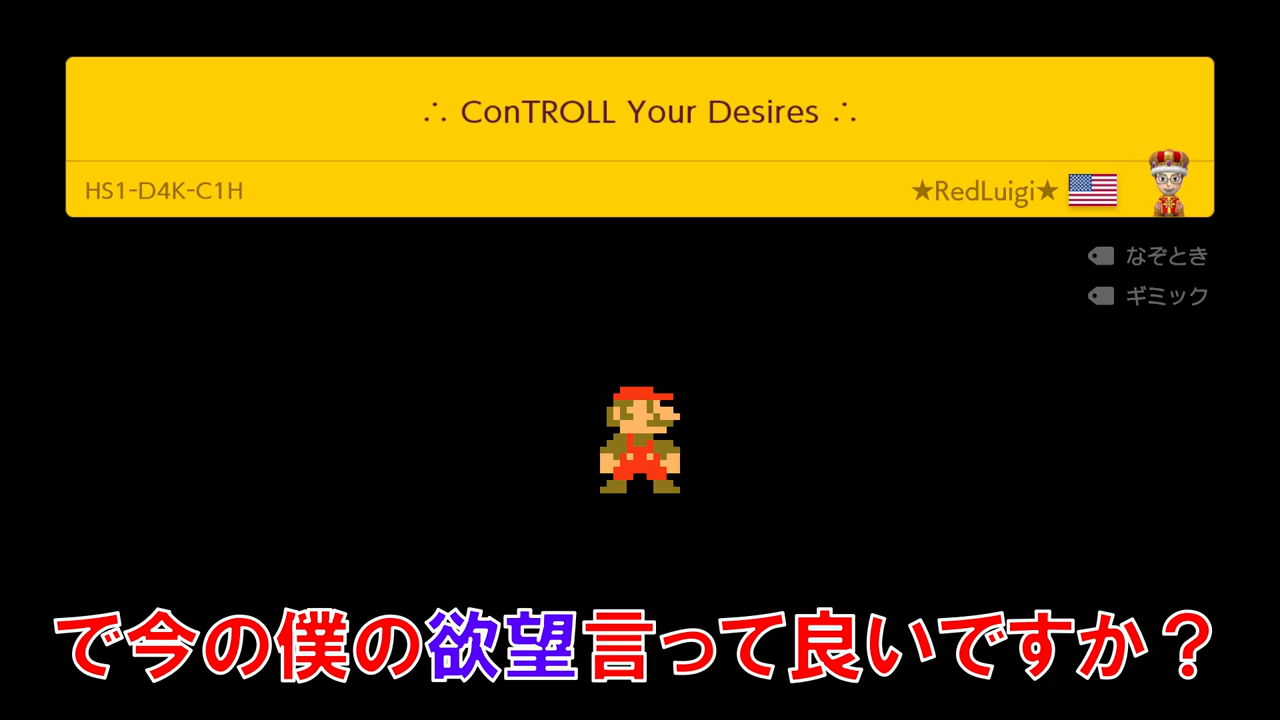 ∴ ConTROLL Your Desires ∴
HS1-D4K-C1H
★RedLuigi★
なぞとき
ギミック
で今の僕の欲望言って良いですか？